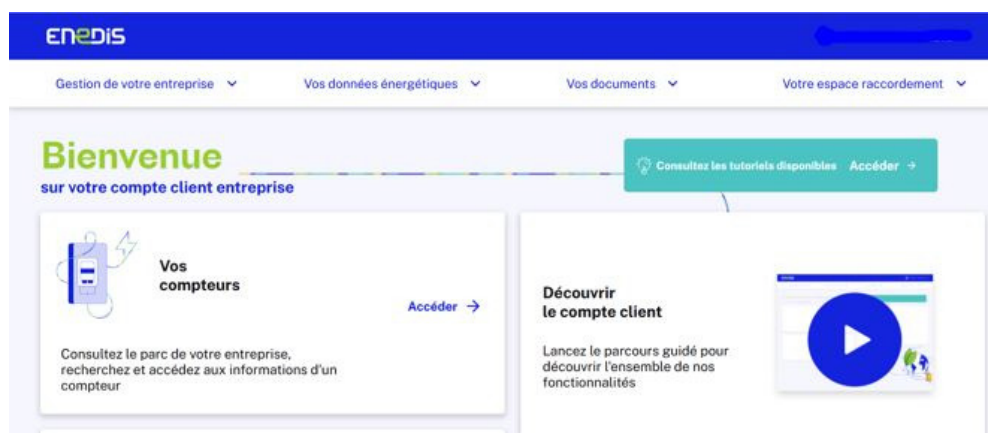 ENEDIS
Gestion de votre entreprise
Vos données énergétiques
Vos documents
Votre espace raccordement
Bienvenue
sur votre compte client entreprise
Consultez les tutoriels disponibles Accéder →
Vos
compteurs
Accéder →
Consultez le parc de votre entreprise,
recherchez et accédez aux informations d'un
compteur
Découvrir
le compte client
Lancez le parcours guidé pour
découvrir l'ensemble de nos
fonctionnalités